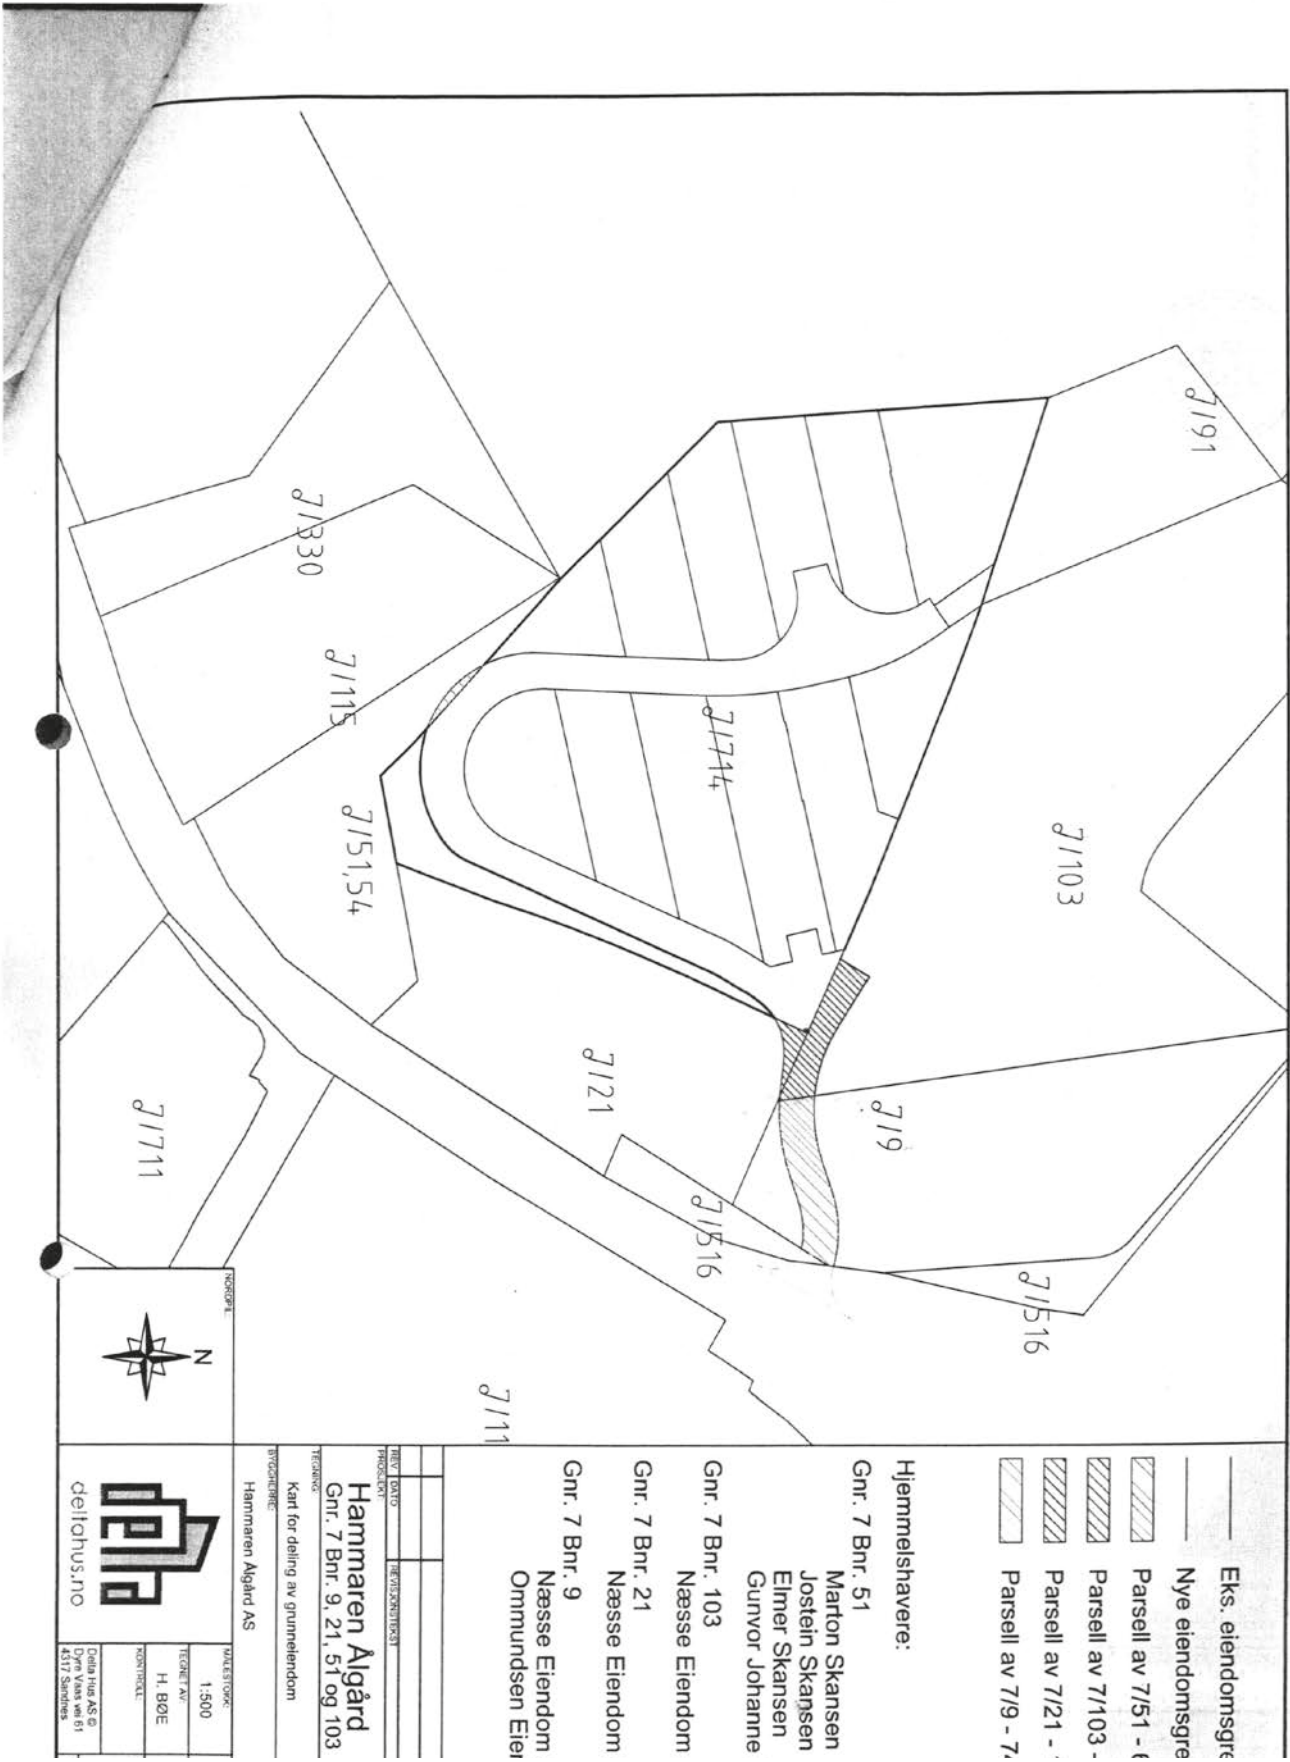 7/91
7/330
7/115
7/714
7/103
7/51,54
7/21
7/9
7/711
7/516
7/516
7/11
Eks. eiendomsgre
Nye eiendomsgre
Parsell av 7/51 - 6
Parsell av 7/103 -
Parsell av 7/21 -
Parsell av 7/9 - 74
Hjemmelshavere:
Gnr. 7 Bnr. 51
Marton Skansen
Jostein Skansen
Elmer Skansen
Gunvor Johanne
Gnr. 7 Bnr. 103
Næsse Eiendom
Gnr. 7 Bnr. 21
Næsse Eiendom
Gnr. 7 Bnr. 9
Næsse Eiendom
Ommundsen Eier
REV DATO REVISJONSTEKST
PROSJEKT:
Hammaren Ålgård
Gnr. 7 Bnr. 9, 21, 51 og 103
TEGNING:
Kart for deling av grunneiendom
BYGGHERRE:
Hammaren Ålgård AS
NORDPIL:
N
deltahus.no
MÅLESTOKK:
1:500
TEGNET AV:
H. BØE
KONTROLL:
Delta Hus AS ©
Dyre Vaas vei 61
4317 Sandnes